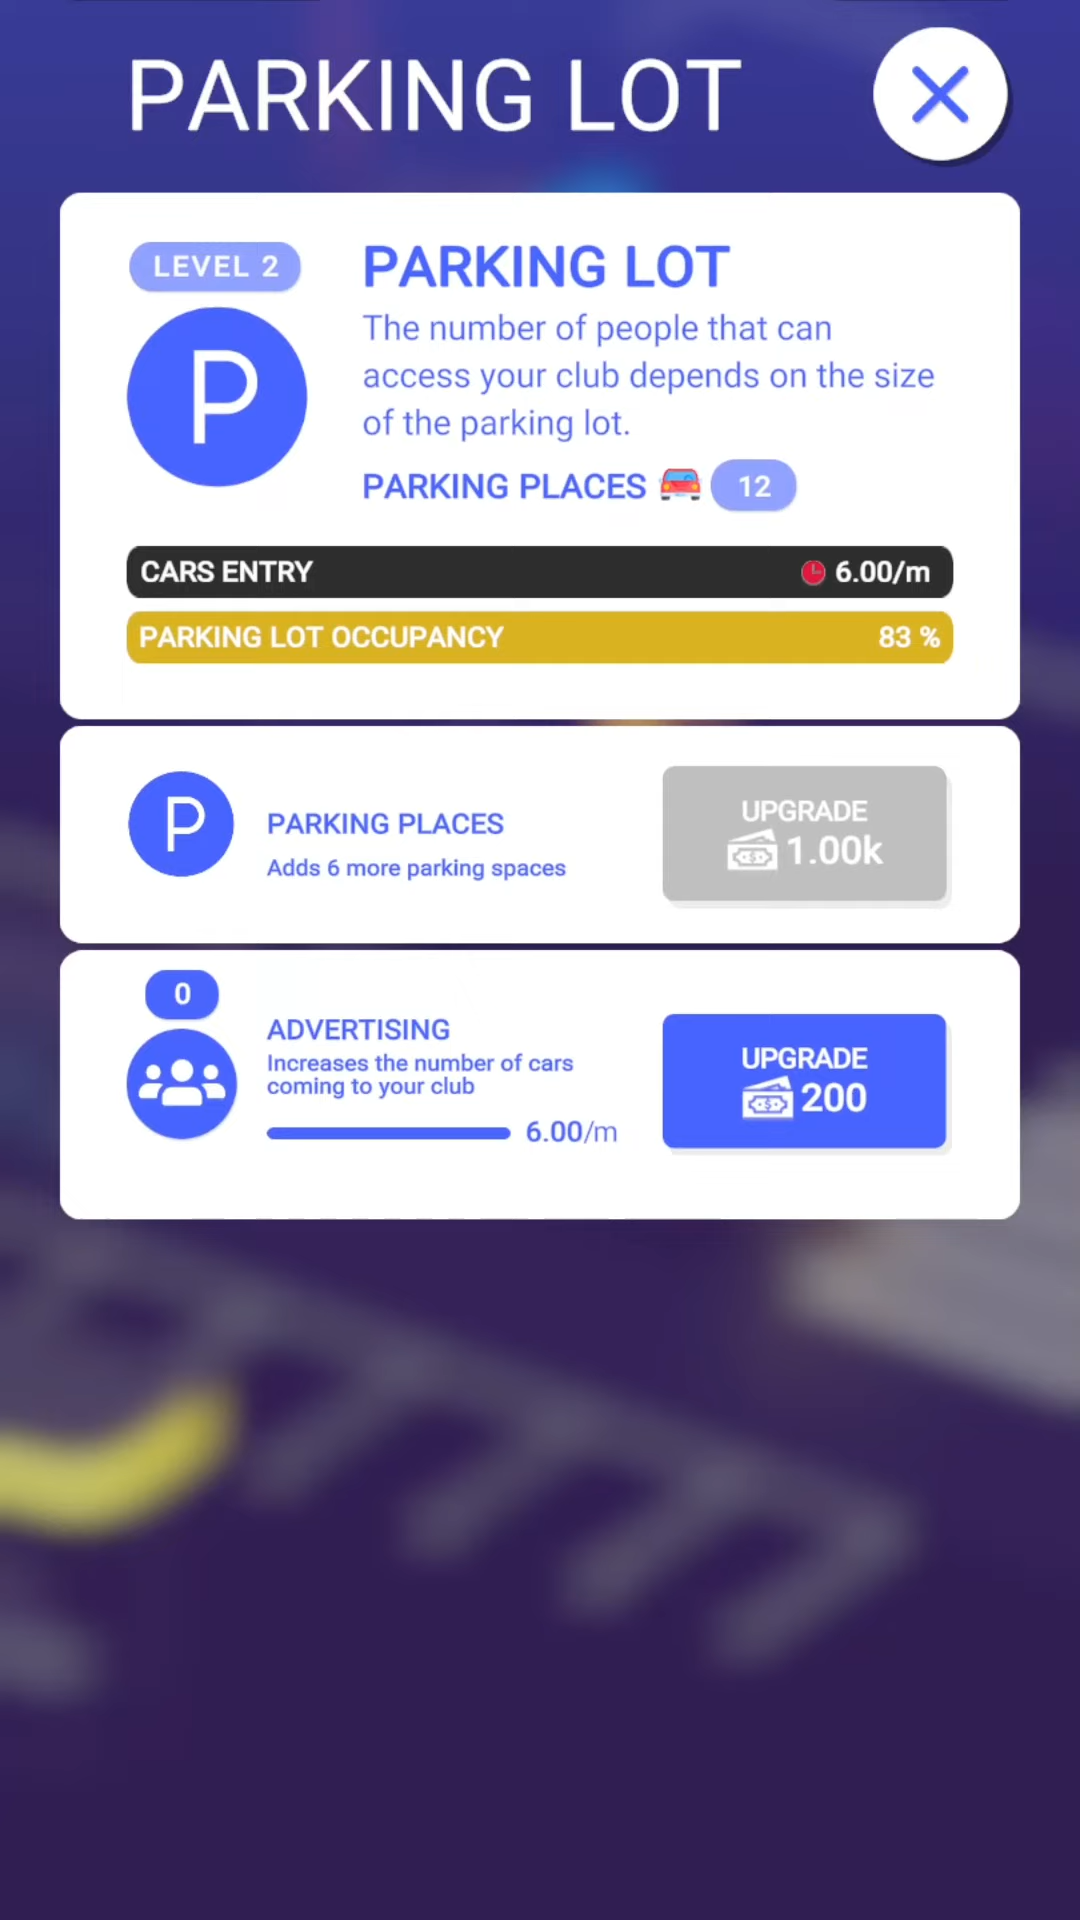 PARKING LOT
LEVEL 2
P
PARKING LOT
The number of people that can
access your club depends on the size
of the parking lot.
PARKING PLACES 12
CARS ENTRY 6.00/m
PARKING LOT OCCUPANCY 83 %
P
PARKING PLACES
Adds 6 more parking spaces
UPGRADE
1.00k
0
ADVERTISING
Increases the number of cars
coming to your club
6.00/m
UPGRADE
200